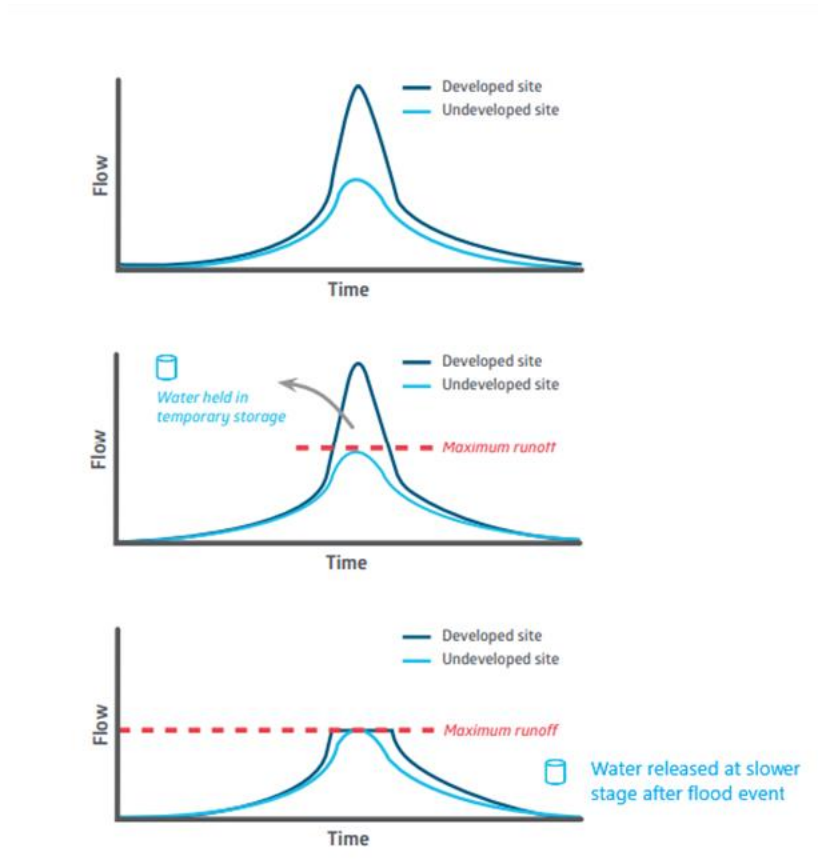 Developed site
Undeveloped site
Flow
Time
Developed site
Undeveloped site
Water held in
temporary storage
Maximum runoff
Flow
Time
Developed site
Undeveloped site
Maximum runoff
Flow
Water released at slower
stage after flood event
Time